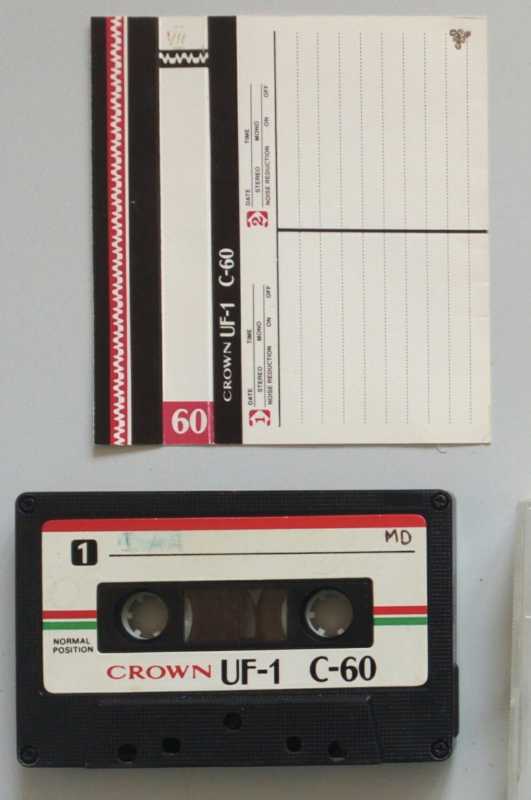 VII
CROWN UF-1 C-60
60
2
DATE TIME
STEREO MONO
NOISE REDUCTION ON OFF
1
DATE TIME
STEREO MONO
NOISE REDUCTION ON OFF
1
MD
NORMAL
POSITION
CROWN UF-1 C-60